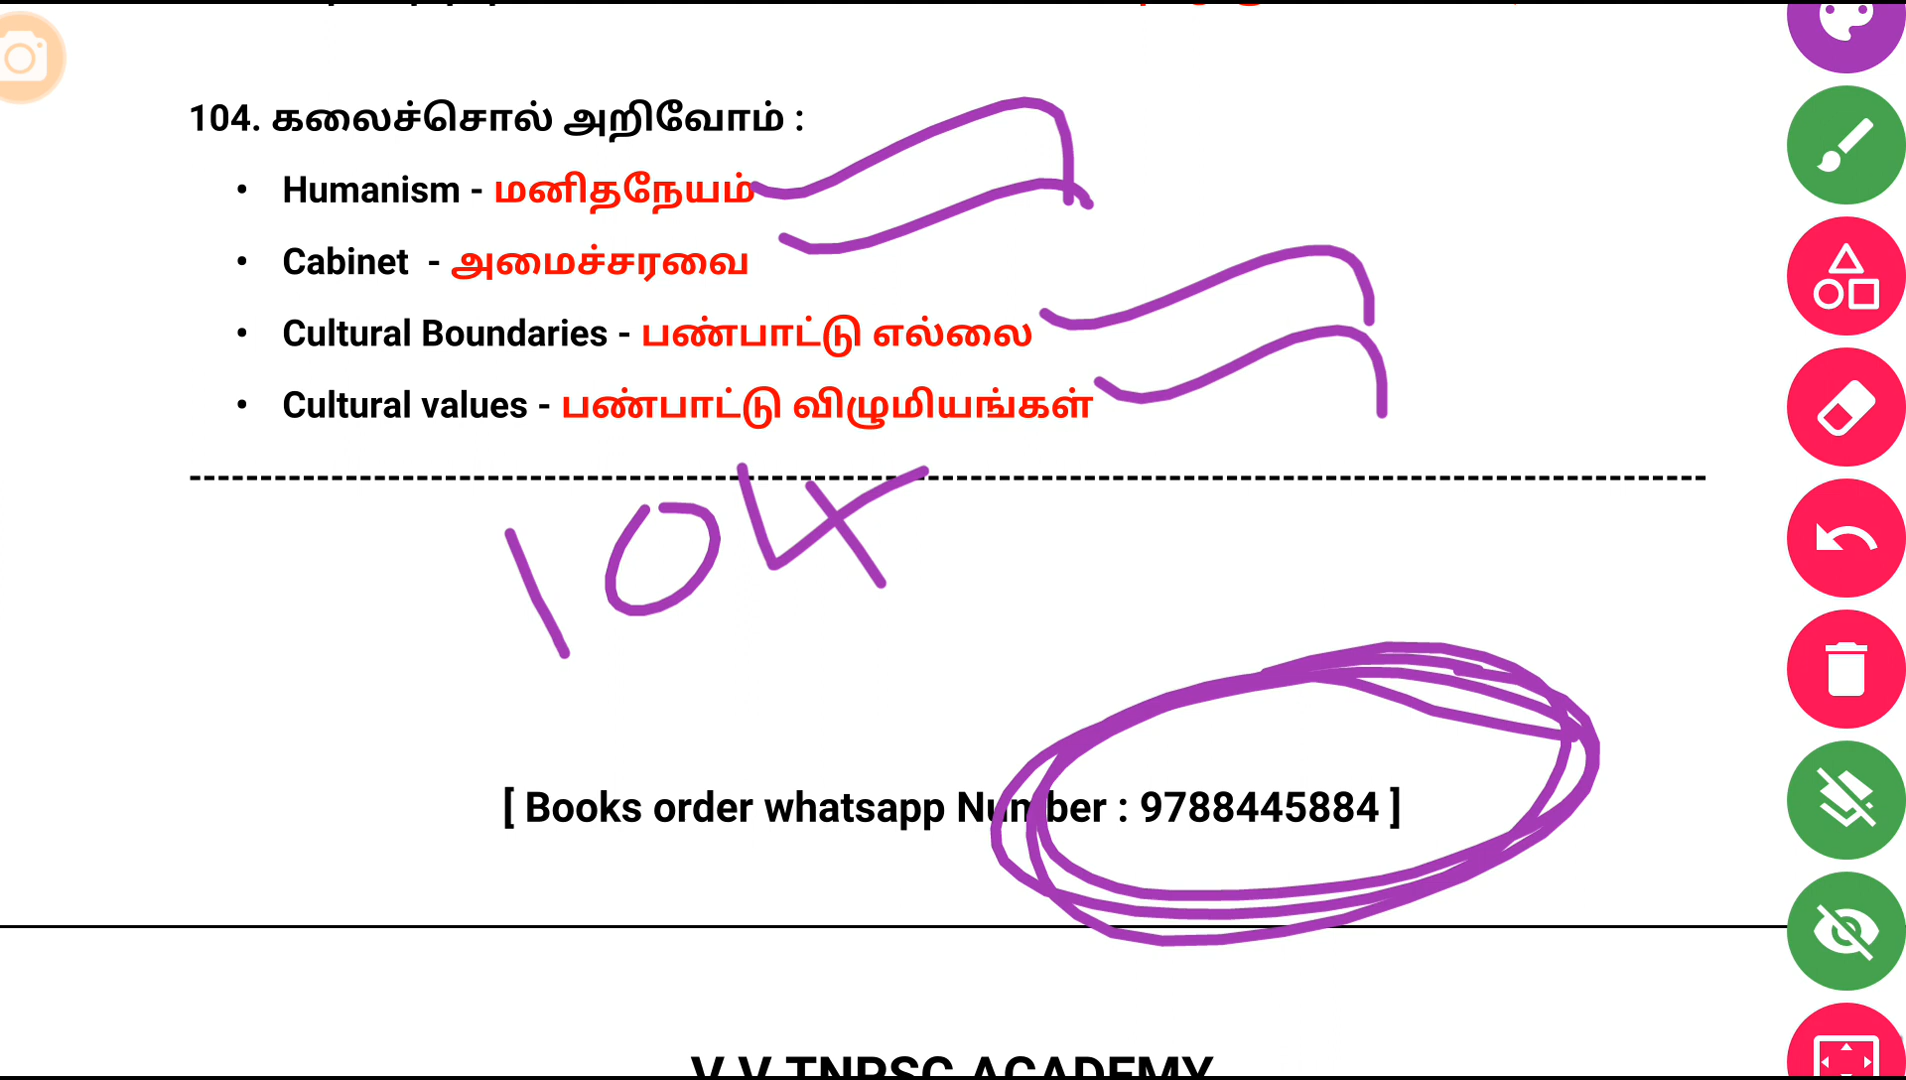 104. கலைச்சொல் அறிவோம் :
• Humanism - மனிதநேயம்
• Cabinet - அமைச்சரவை
• Cultural Boundaries - பண்பாட்டு எல்லை
• Cultural values - பண்பாட்டு விழுமியங்கள்
104
[ Books order whatsapp Number : 9788445884 ]
V V TNPSC ACADEMY